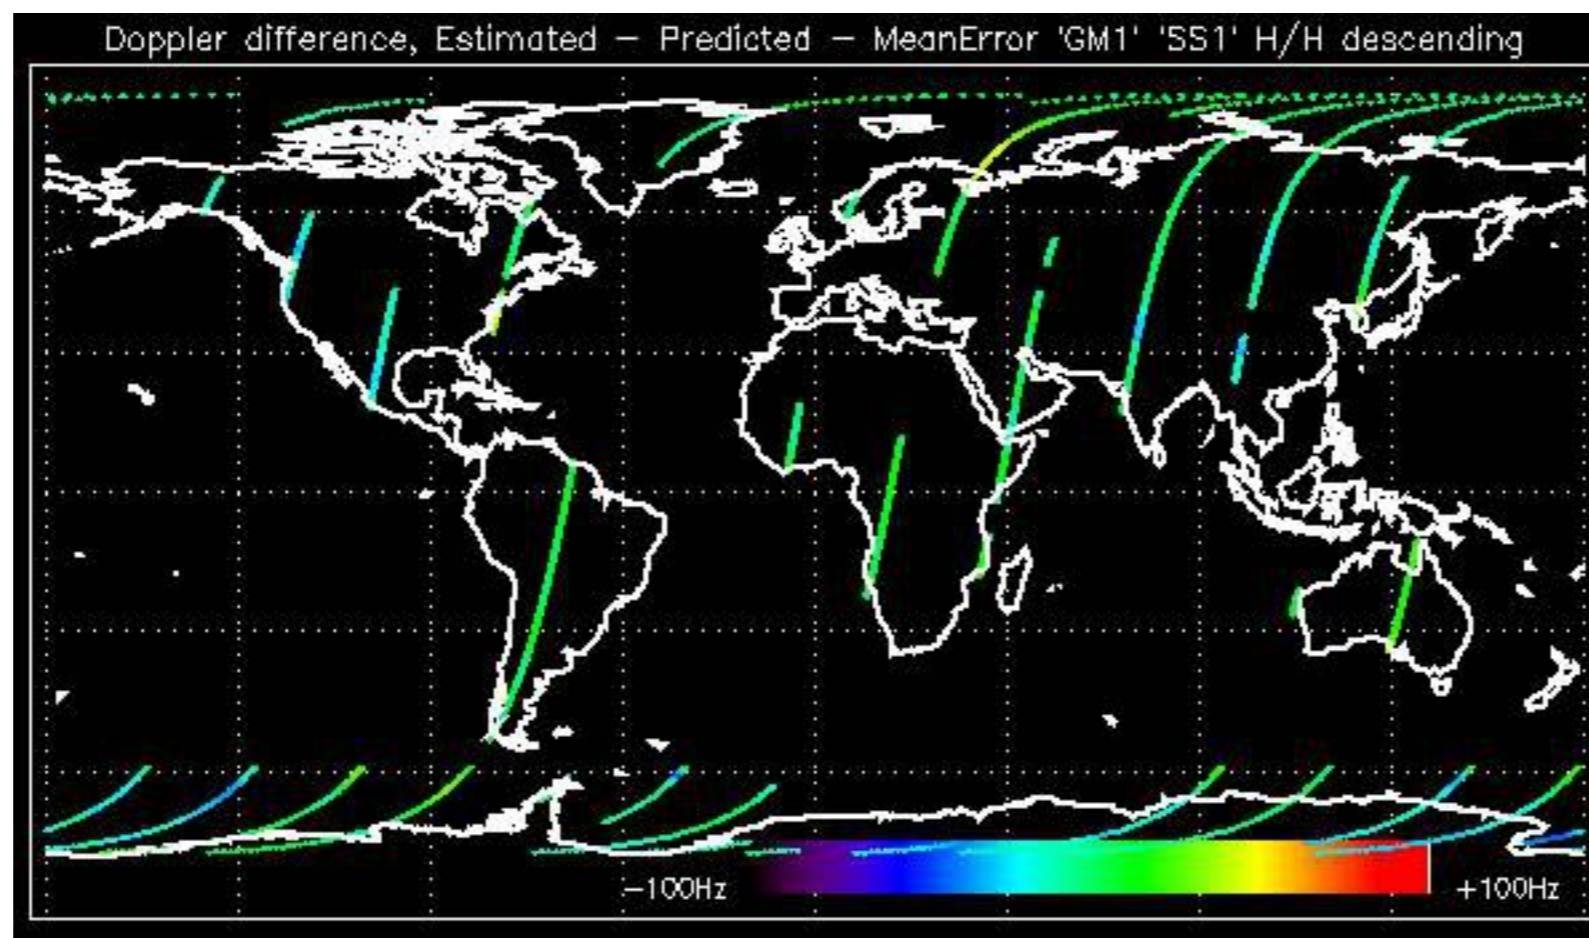 Doppler difference, Estimated – Predicted – MeanError 'GM1' 'SS1' H/H descending
-100Hz
+100Hz